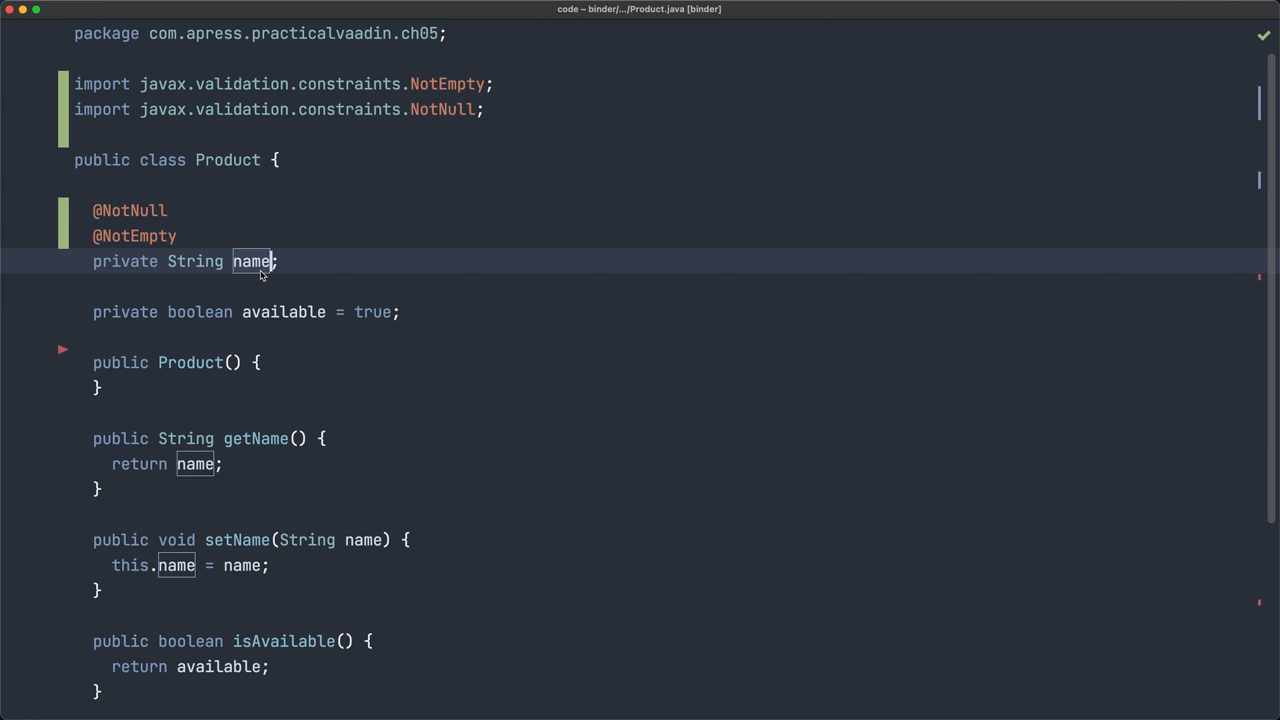 code – binder/.../Product.java [binder]
package com.apress.practicalvaadin.ch05;
import javax.validation.constraints.NotEmpty;
import javax.validation.constraints.NotNull;
public class Product {
@NotNull
@NotEmpty
private String name;
private boolean available = true;
public Product() {
}
public String getName() {
return name;
}
public void setName(String name) {
this.name = name;
}
public boolean isAvailable() {
return available;
}